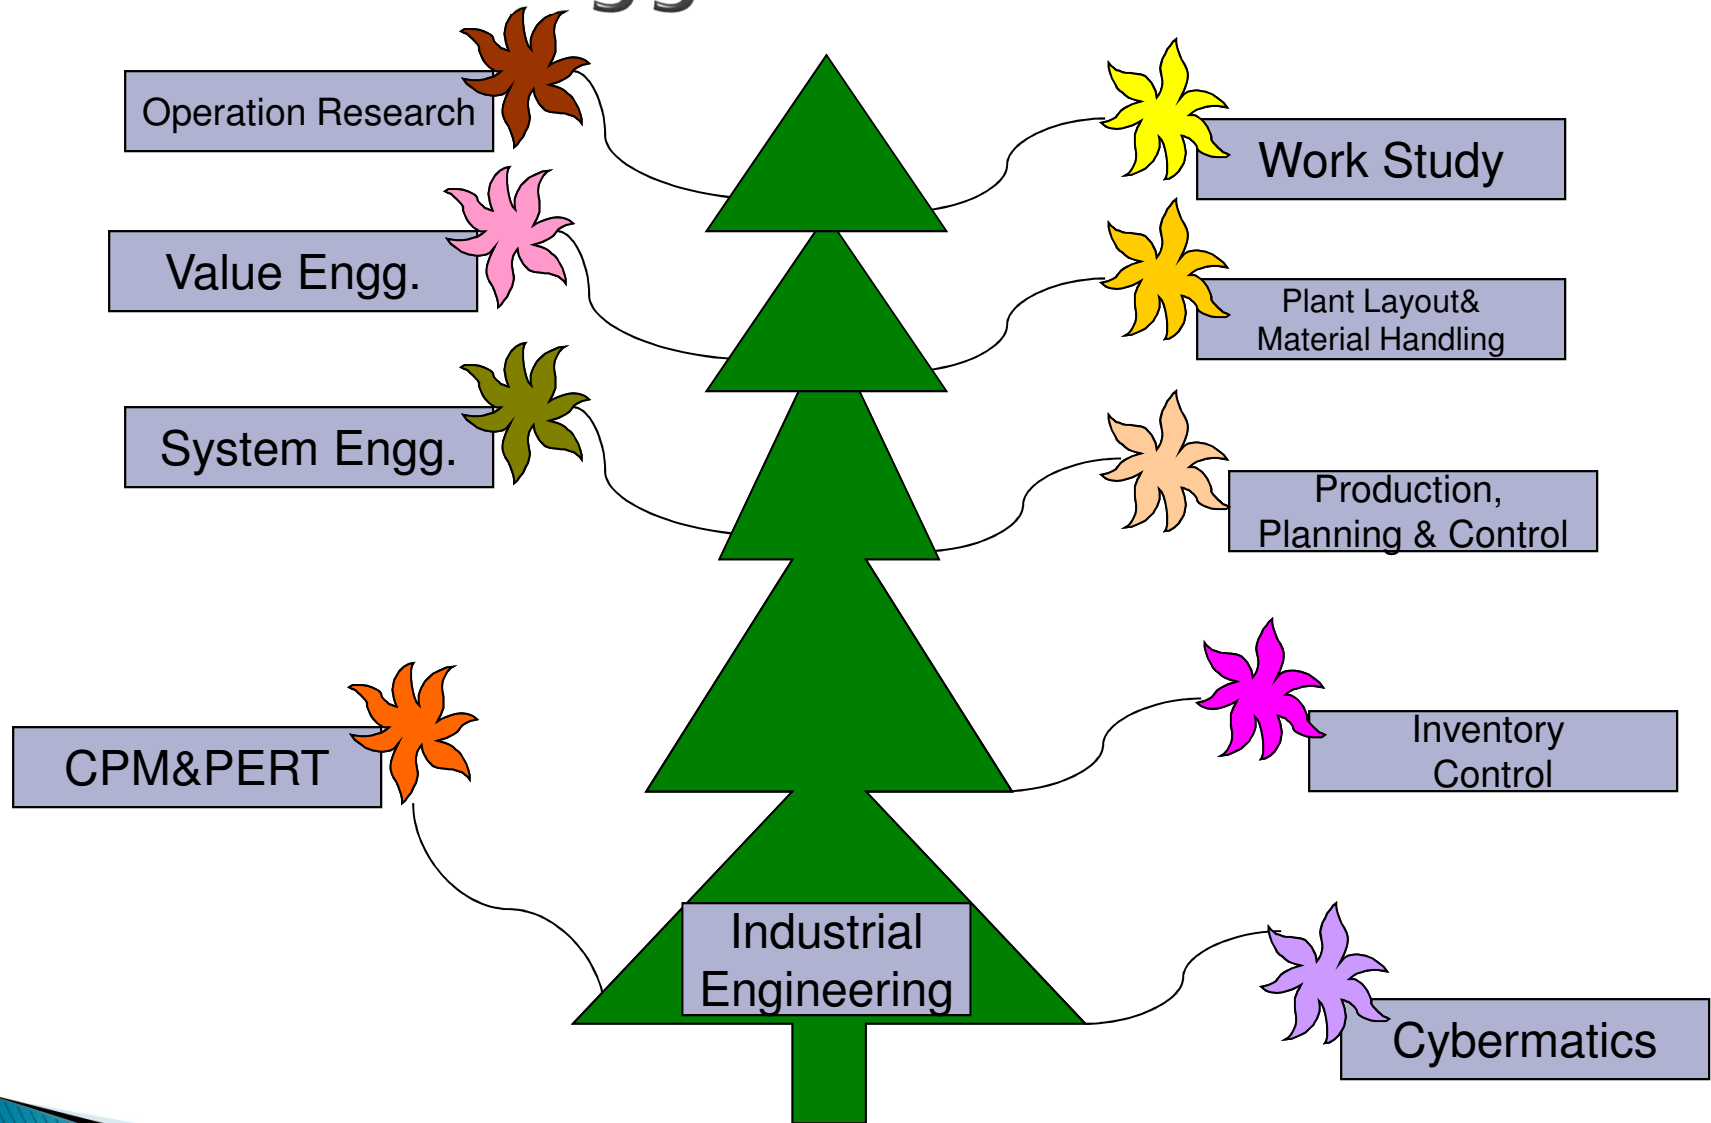 Operation Research
Work Study
Value Engg.
Plant Layout&
Material Handling
System Engg.
Production,
Planning & Control
CPM&PERT
Inventory
Control
Industrial
Engineering
Cybermatics